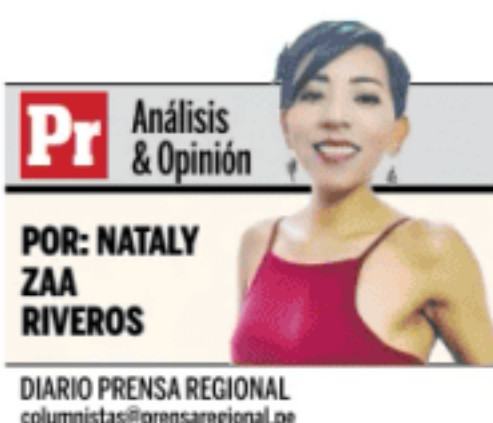 Pr
Análisis
& Opinión
POR: NATALY
ZAA
RIVEROS
DIARIO PRENSA REGIONAL
columnistas@prensaregional.pe